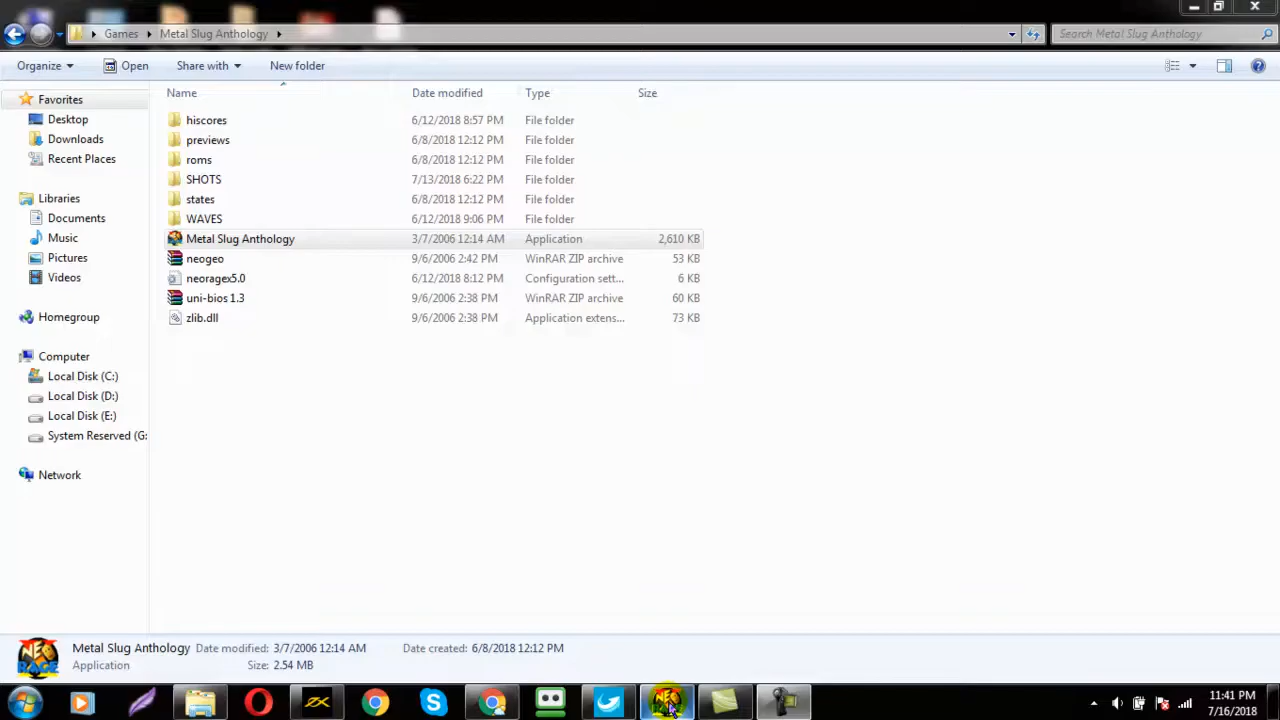 Games Metal Slug Anthology Search Metal Slug Anthology
Organize Open Share with New folder
Name Date modified Type Size
Favorites
Desktop
Downloads
Recent Places
Libraries
Documents
Music
Pictures
Videos
Homegroup
Computer
Local Disk (C:)
Local Disk (D:)
Local Disk (E:)
System Reserved (G:
Network
hiscores 6/12/2018 8:57 PM File folder
previews 6/8/2018 12:12 PM File folder
roms 6/8/2018 12:12 PM File folder
SHOTS 7/13/2018 6:22 PM File folder
states 6/8/2018 12:12 PM File folder
WAVES 6/12/2018 9:06 PM File folder
Metal Slug Anthology 3/7/2006 12:14 AM Application 2,610 KB
neogeo 9/6/2006 2:42 PM WinRAR ZIP archive 53 KB
neoragex5.0 6/12/2018 8:12 PM Configuration sett... 6 KB
uni-bios 1.3 9/6/2006 2:38 PM WinRAR ZIP archive 60 KB
zlib.dll 9/6/2006 2:38 PM Application extens... 73 KB
NEO
RAGE
Metal Slug Anthology Date modified: 3/7/2006 12:14 AM Date created: 6/8/2018 12:12 PM
Application Size: 2.54 MB
11:41 PM
7/16/2018